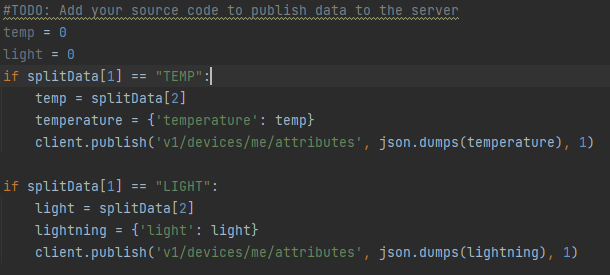 #TODO: Add your source code to publish data to the server
temp = 0
light = 0
if splitData[1] == "TEMP":
    temp = splitData[2]
    temperature = {'temperature': temp}
    client.publish('v1/devices/me/attributes', json.dumps(temperature), 1)

if splitData[1] == "LIGHT":
    light = splitData[2]
    lightning = {'light': light}
    client.publish('v1/devices/me/attributes', json.dumps(lightning), 1)